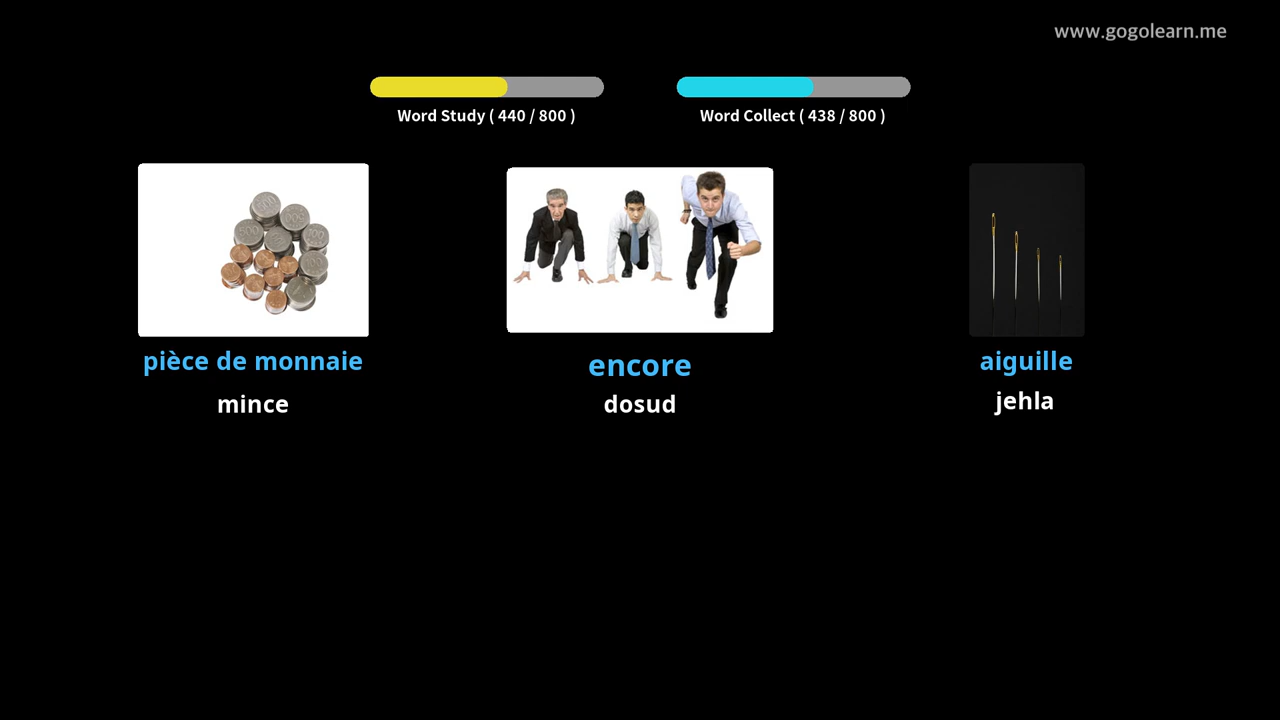 www.gogolearn.me
Word Study ( 440 / 800 )
Word Collect ( 438 / 800 )
pièce de monnaie
mince
encore
dosud
aiguille
jehla